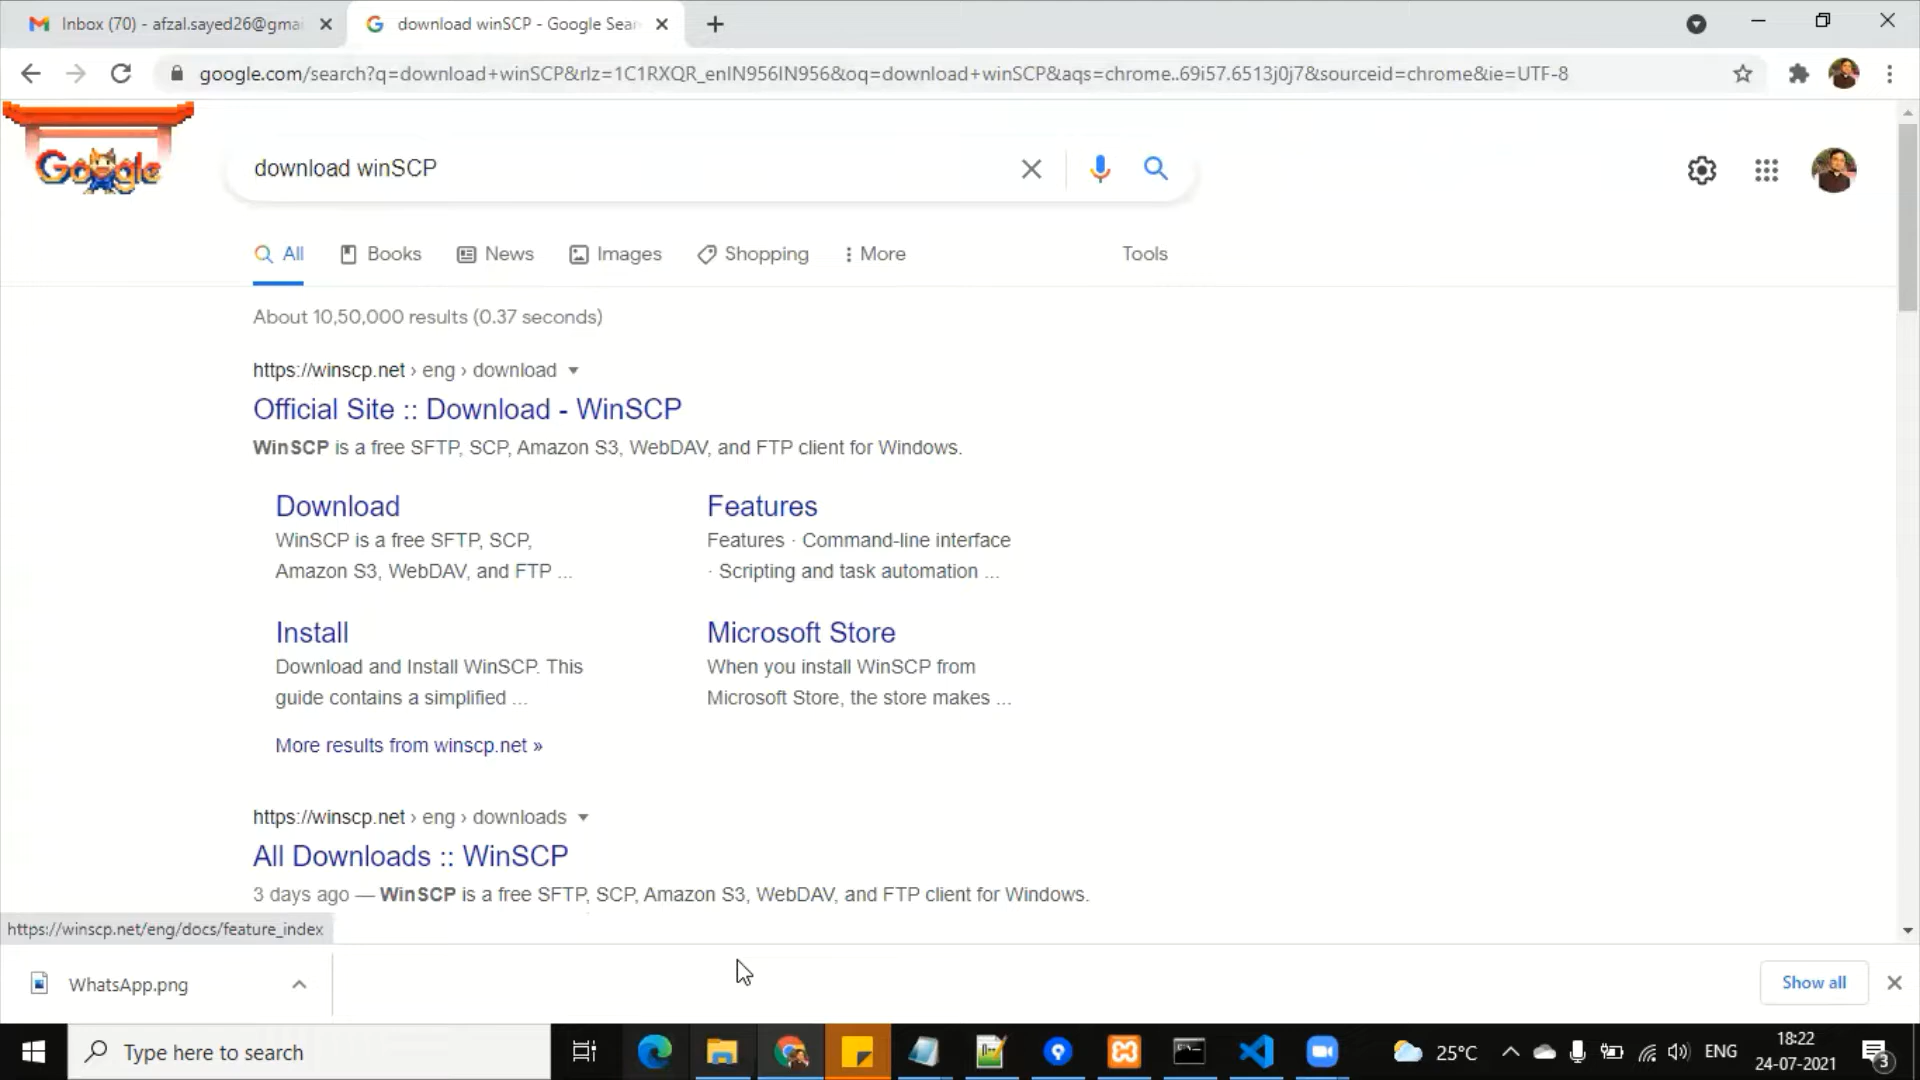 Inbox (70) - afzal.sayed26@gmai
download winSCP - Google Sear
google.com/search?q=download+winSCP&rlz=1C1RXQR_enIN956IN956&oq=download+winSCP&aqs=chrome..69i57.6513j0j7&sourceid=chrome&ie=UTF-8
Google
download winSCP
All
Books
News
Images
Shopping
More
Tools
About 10,50,000 results (0.37 seconds)
https://winscp.net › eng › download
Official Site :: Download - WinSCP
WinSCP is a free SFTP, SCP, Amazon S3, WebDAV, and FTP client for Windows.
Download
WinSCP is a free SFTP, SCP,
Amazon S3, WebDAV, and FTP ...
Features
Features · Command-line interface
· Scripting and task automation ...
Install
Download and Install WinSCP. This
guide contains a simplified ...
Microsoft Store
When you install WinSCP from
Microsoft Store, the store makes ...
More results from winscp.net »
https://winscp.net › eng › downloads
All Downloads :: WinSCP
3 days ago — WinSCP is a free SFTP, SCP, Amazon S3, WebDAV, and FTP client for Windows.
https://winscp.net/eng/docs/feature_index
WhatsApp.png
Show all
Type here to search
25°C
ENG
18:22
24-07-2021
3